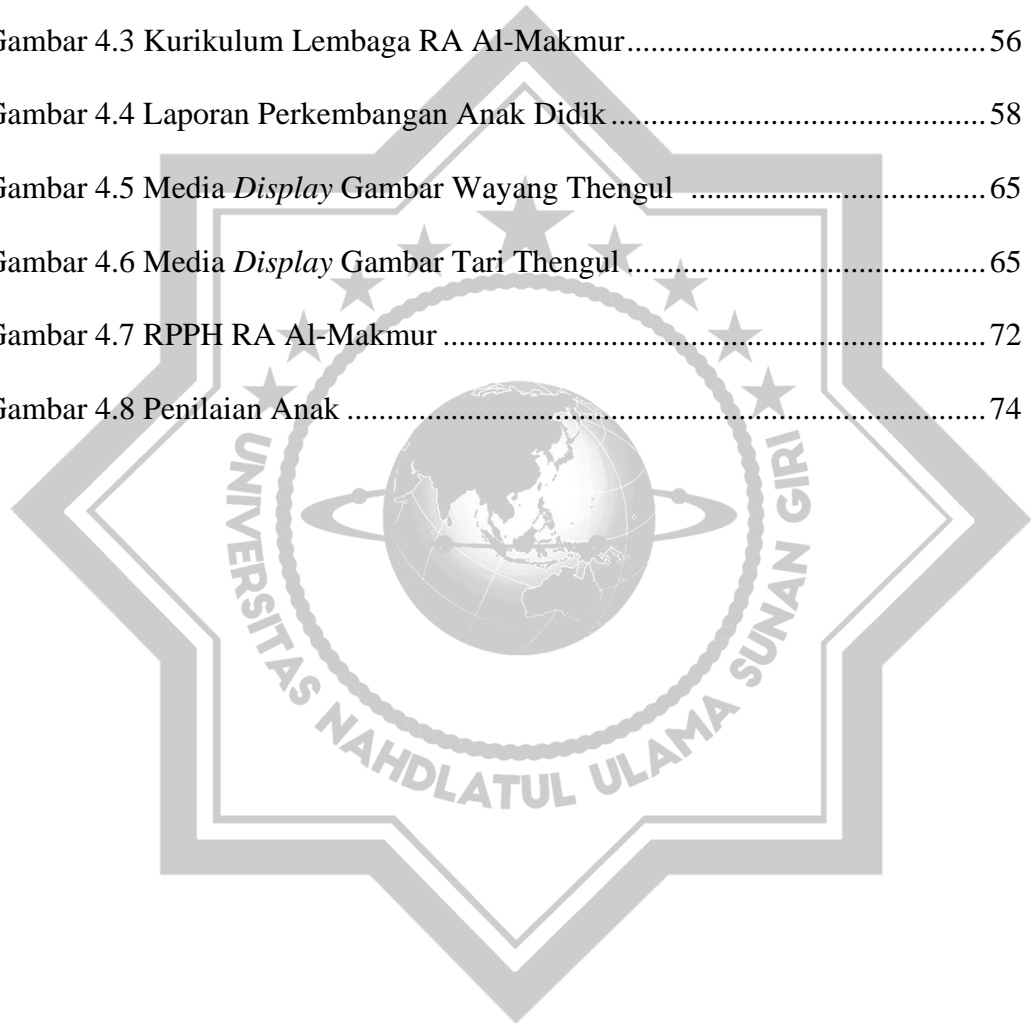 Gambar 4.3 Kurikulum Lembaga RA Al-Makmur.................................................. 56
Gambar 4.4 Laporan Perkembangan Anak Didik.................................................... 58
Gambar 4.5 Media Display Gambar Wayang Thengul ...................................... 65
Gambar 4.6 Media Display Gambar Tari Thengul .............................................. 65
Gambar 4.7 RPPH RA Al-Makmur ....................................................................... 72
Gambar 4.8 Penilaian Anak ................................................................................... 74
UNIVERSITAS NAHDLATUL ULAMA SUNAN GIRI